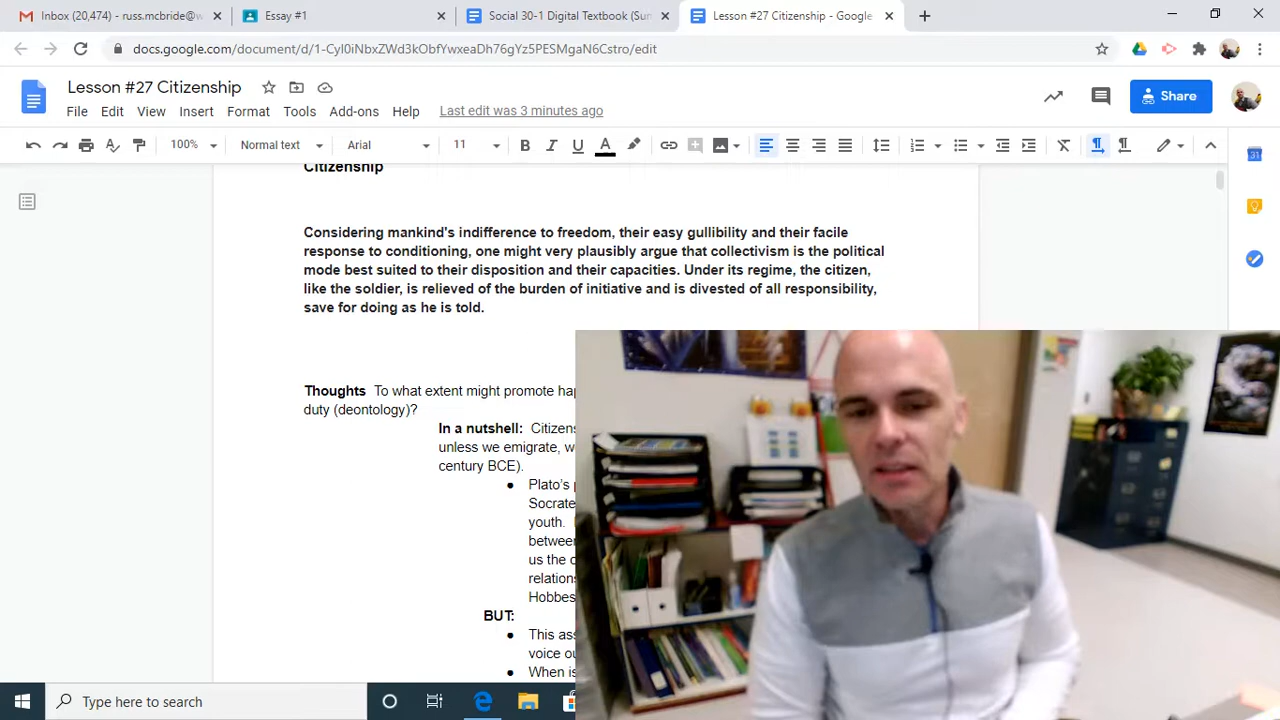 Inbox (20,474) - russ.mcbride@w
Essay #1
Social 30-1 Digital Textbook (Sur
Lesson #27 Citizenship - Google
docs.google.com/document/d/1-CyI0iNbxZWd3kObfYwxeaDh76gYz5PESMgaN6Cstro/edit
Lesson #27 Citizenship
File Edit View Insert Format Tools Add-ons Help Last edit was 3 minutes ago
Share
100% Normal text Arial 11 B I U A
31
Citizenship
Considering mankind's indifference to freedom, their easy gullibility and their facile
response to conditioning, one might very plausibly argue that collectivism is the political
mode best suited to their disposition and their capacities. Under its regime, the citizen,
like the soldier, is relieved of the burden of initiative and is divested of all responsibility,
save for doing as he is told.
Thoughts To what extent might promote hap
duty (deontology)?
In a nutshell: Citizens
unless we emigrate, w
century BCE).
Plato's p
Socrate
youth.
between
us the c
relations
Hobbes
BUT:
This ass
voice ou
When is
Type here to search